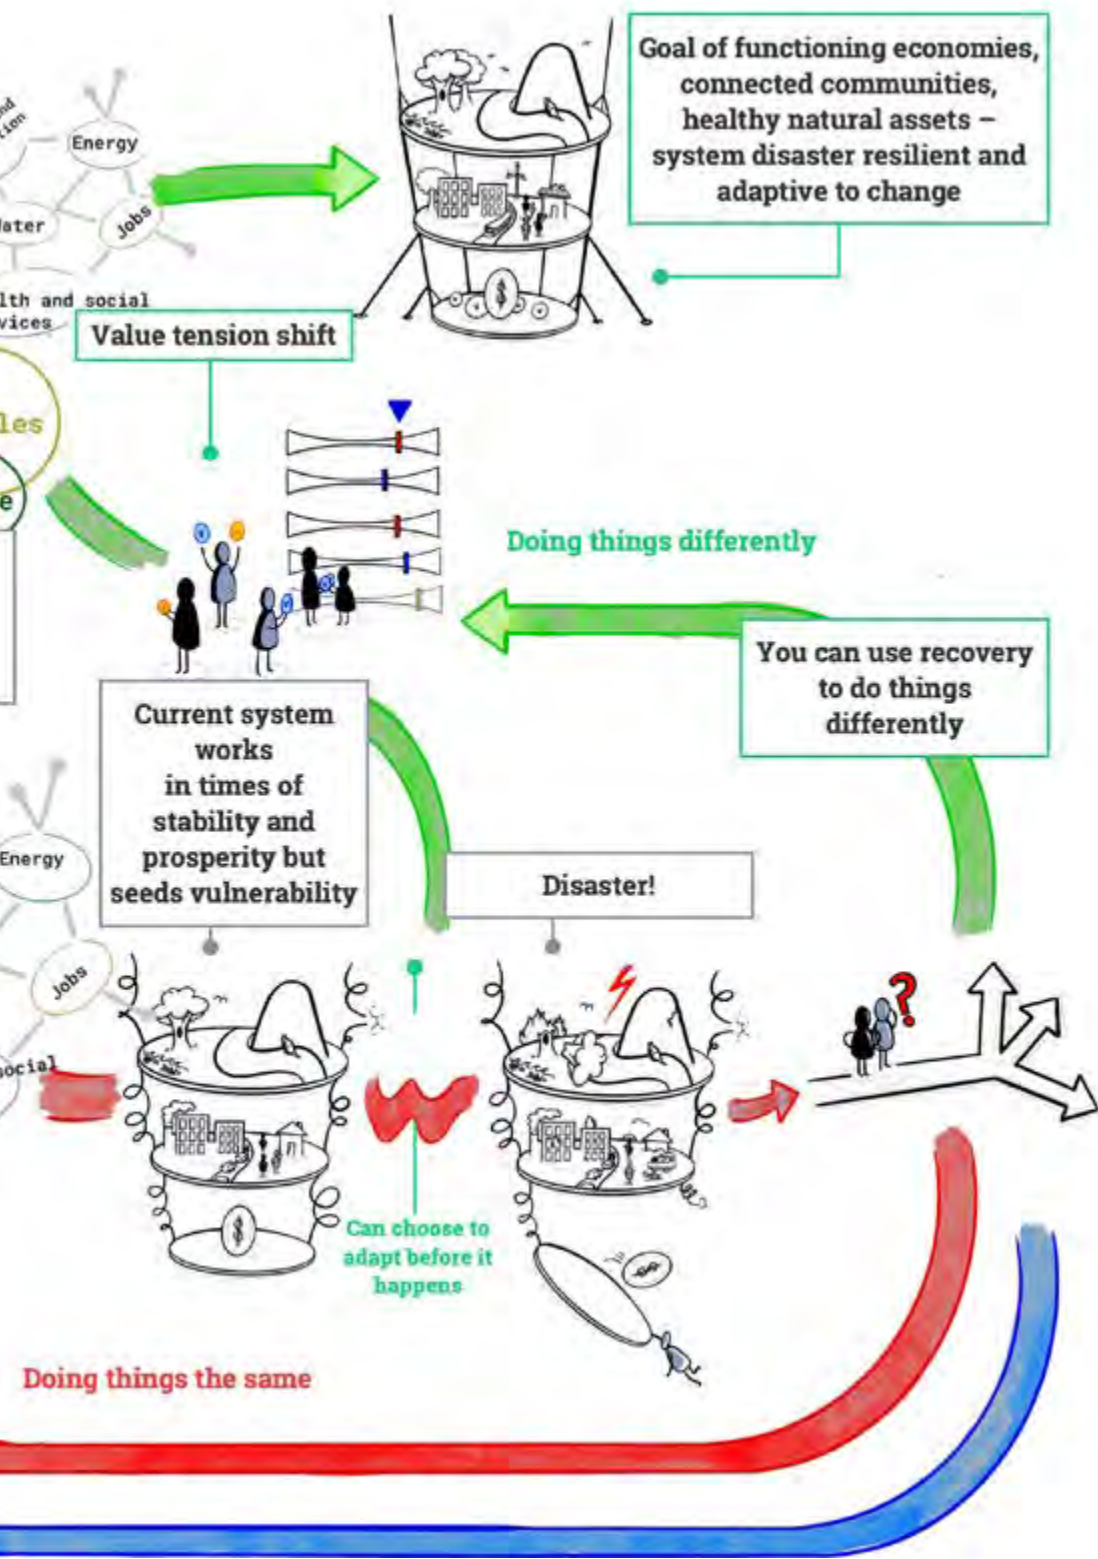 Goal of functioning economies,
connected communities,
healthy natural assets –
system disaster resilient and
adaptive to change
Energy
Jobs
and social
Value tension shift
Doing things differently
You can use recovery
to do things
differently
Current system
works
in times of
stability and
prosperity but
seeds vulnerability
Energy
Disaster!
Jobs
social
$
$
?
Can choose to
adapt before it
happens
Doing things the same